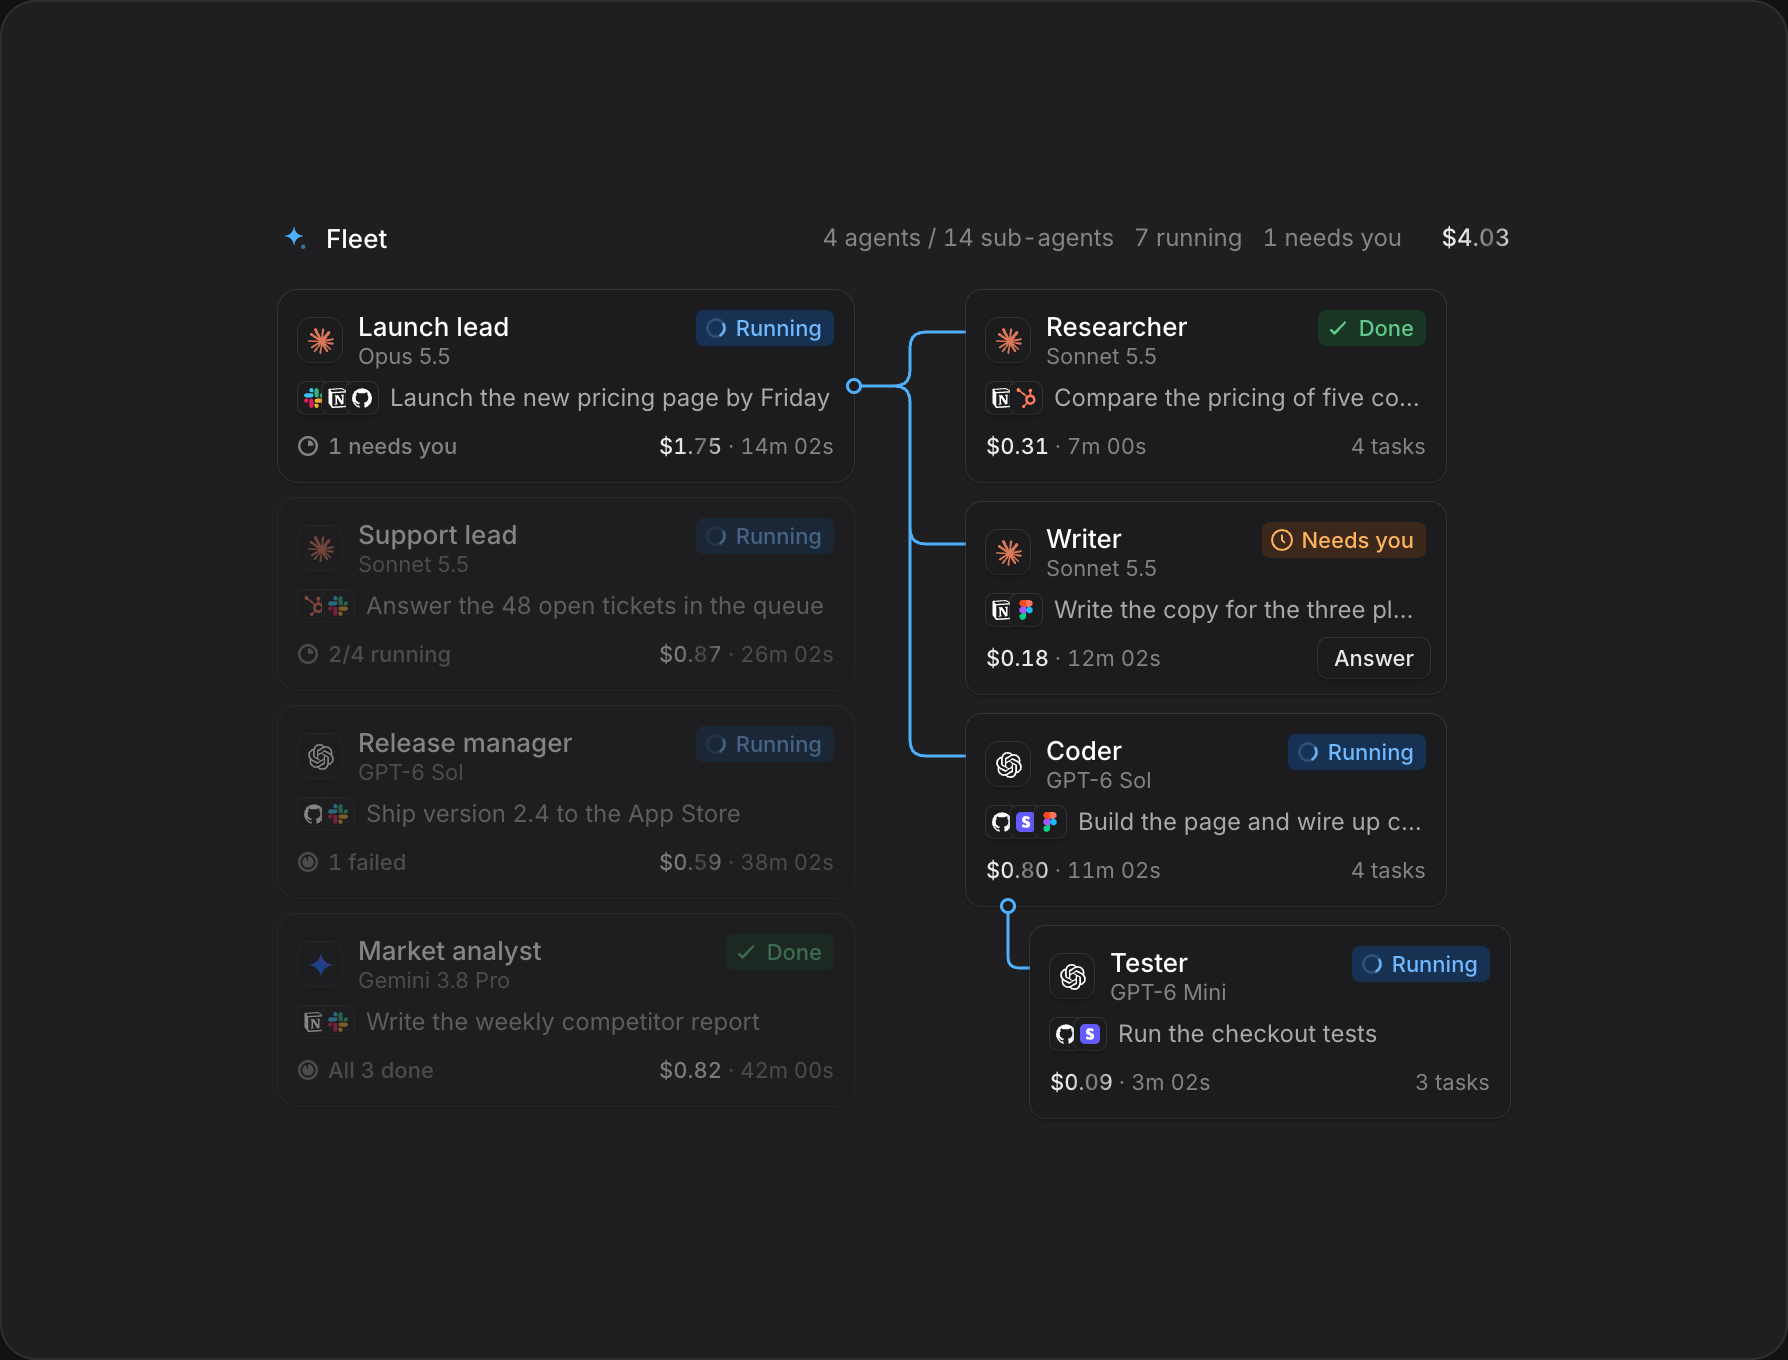 Fleet
4 agents / 14 sub-agents 7 running 1 needs you $4.03
Launch lead
Running
Opus 5.5
Launch the new pricing page by Friday
1 needs you
$1.75 · 14m 02s
Support lead
Running
Sonnet 5.5
Answer the 48 open tickets in the queue
2/4 running
$0.87 · 26m 02s
Release manager
Running
GPT-6 Sol
Ship version 2.4 to the App Store
1 failed
$0.59 · 38m 02s
Market analyst
Done
Gemini 3.8 Pro
Write the weekly competitor report
All 3 done
$0.82 · 42m 00s
Researcher
Done
Sonnet 5.5
Compare the pricing of five co...
$0.31 · 7m 00s
4 tasks
Writer
Needs you
Sonnet 5.5
Write the copy for the three pl...
$0.18 · 12m 02s
Answer
Coder
Running
GPT-6 Sol
Build the page and wire up c...
$0.80 · 11m 02s
4 tasks
Tester
Running
GPT-6 Mini
Run the checkout tests
$0.09 · 3m 02s
3 tasks